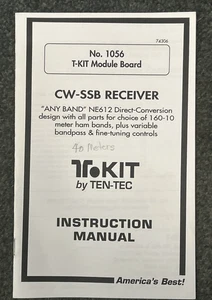 74306
No. 1056
T-KIT Module Board
CW-SSB RECEIVER
"ANY BAND" NE612 Direct-Conversion
design with all parts for choice of 160-10
meter ham bands, plus variable
bandpass & fine-tuning controls
40 Meters
T-KIT
by TEN-TEC
INSTRUCTION
MANUAL
America's Best!